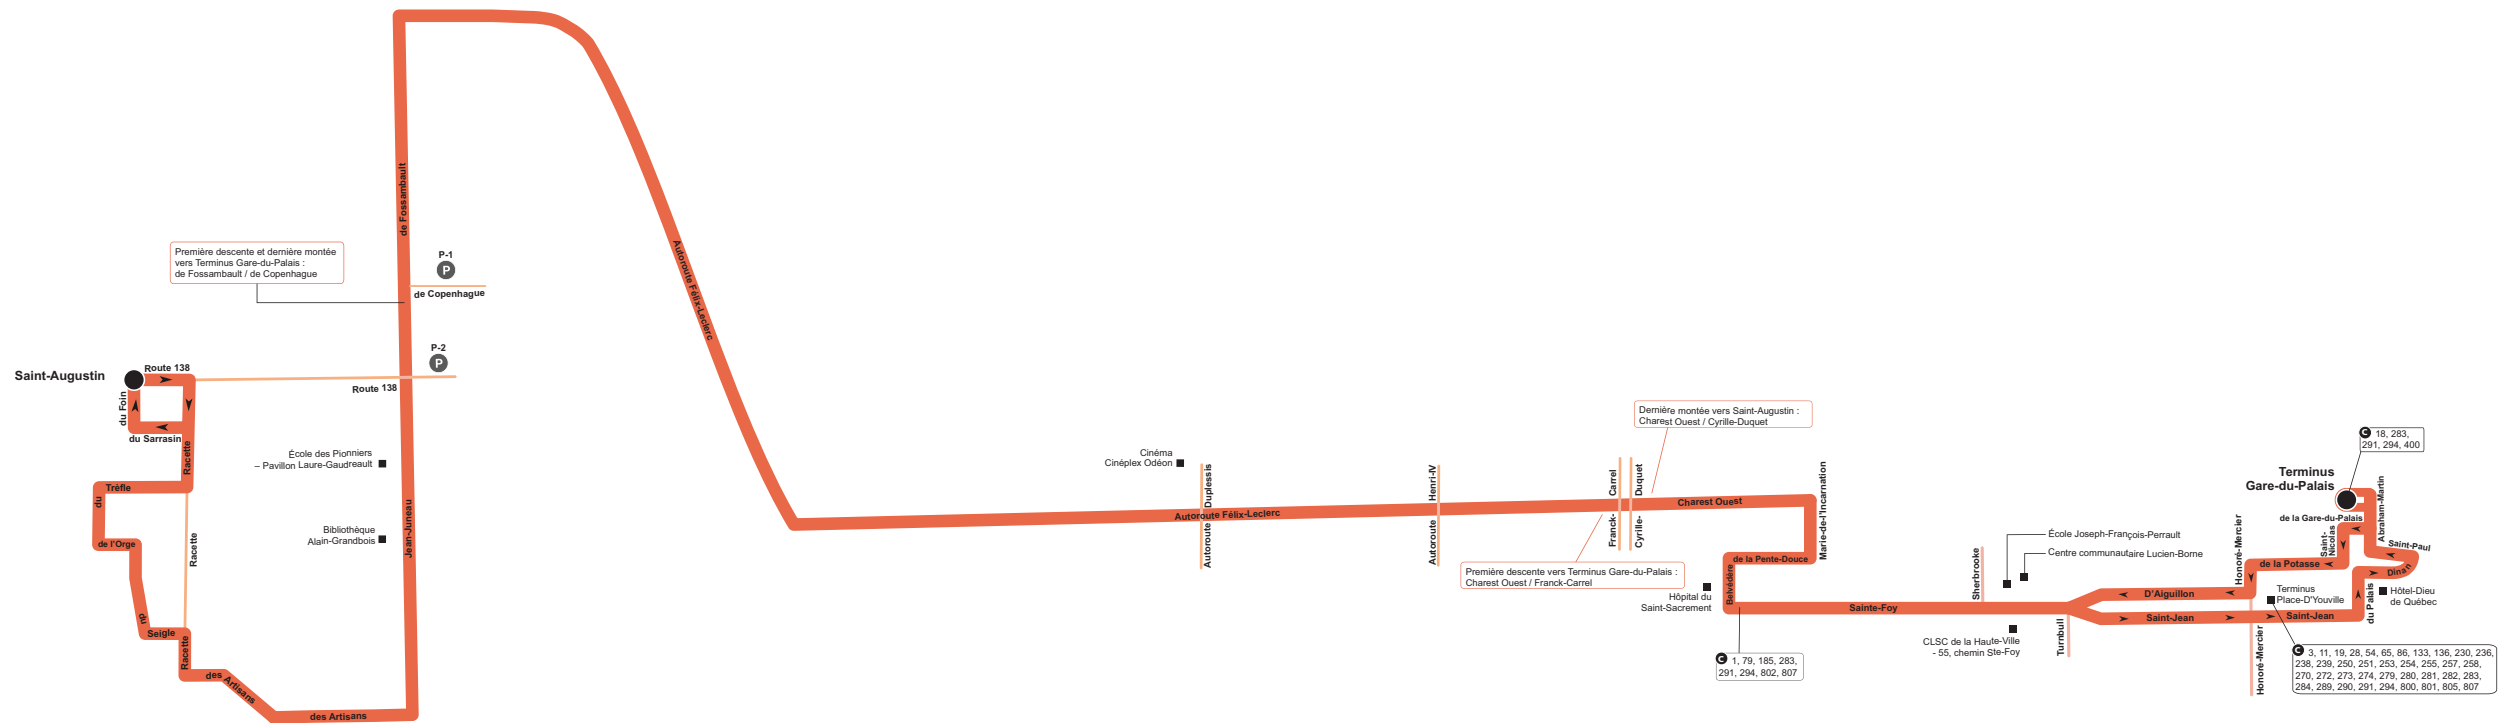 Première descente et dernière montée
vers Terminus Gare-du-Palais :
de Fossambault / de Copenhague
Saint-Augustin
Route 138
du Foin
du Sarrasin
Racette
Trèfle
du
de l'Orge
du
Seigle
Racette
Racette
des Artisans
des Artisans
École des Pionniers
– Pavillon Laure-Gaudreault
Bibliothèque
Alain-Grandbois
Jean-Juneau
Route 138
P-2
P
P-1
P
de Copenhague
de Fossambault
Autoroute Félix-Leclerc
Cinéma
Cinéplex Odéon
Autoroute Duplessis
Autoroute Félix-Leclerc
Autoroute Henri-IV
Franck-Carrel
Cyrille-Duquet
Dernière montée vers Saint-Augustin :
Charest Ouest / Cyrille-Duquet
Première descente vers Terminus Gare-du-Palais :
Charest Ouest / Franck-Carrel
Charest Ouest
Marie-de-l'Incarnation
de la Pente-Douce
Belvédère
Hôpital du
Saint-Sacrement
C 1, 79, 185, 283,
291, 294, 802, 807
Sainte-Foy
Sherbrooke
École Joseph-François-Perrault
Centre communautaire Lucien-Borne
CLSC de la Haute-Ville
- 55, chemin Ste-Foy
Turnbull
D'Aiguillon
Saint-Jean
Honoré-Mercier
Honoré-Mercier
Saint-Jean
Terminus
Place-D'Youville
C 3, 11, 19, 28, 54, 65, 86, 133, 136, 230, 236,
238, 239, 250, 251, 253, 254, 255, 257, 258,
270, 272, 273, 274, 279, 280, 281, 282, 283,
284, 289, 290, 291, 294, 800, 801, 805, 807
du Palais
Hôtel-Dieu
de Québec
Dinan
Saint-Paul
de la Potasse
Saint-
Nicolas
Abraham-Martin
de la Gare-du-Palais
Terminus
Gare-du-Palais
C 18, 283,
291, 294, 400